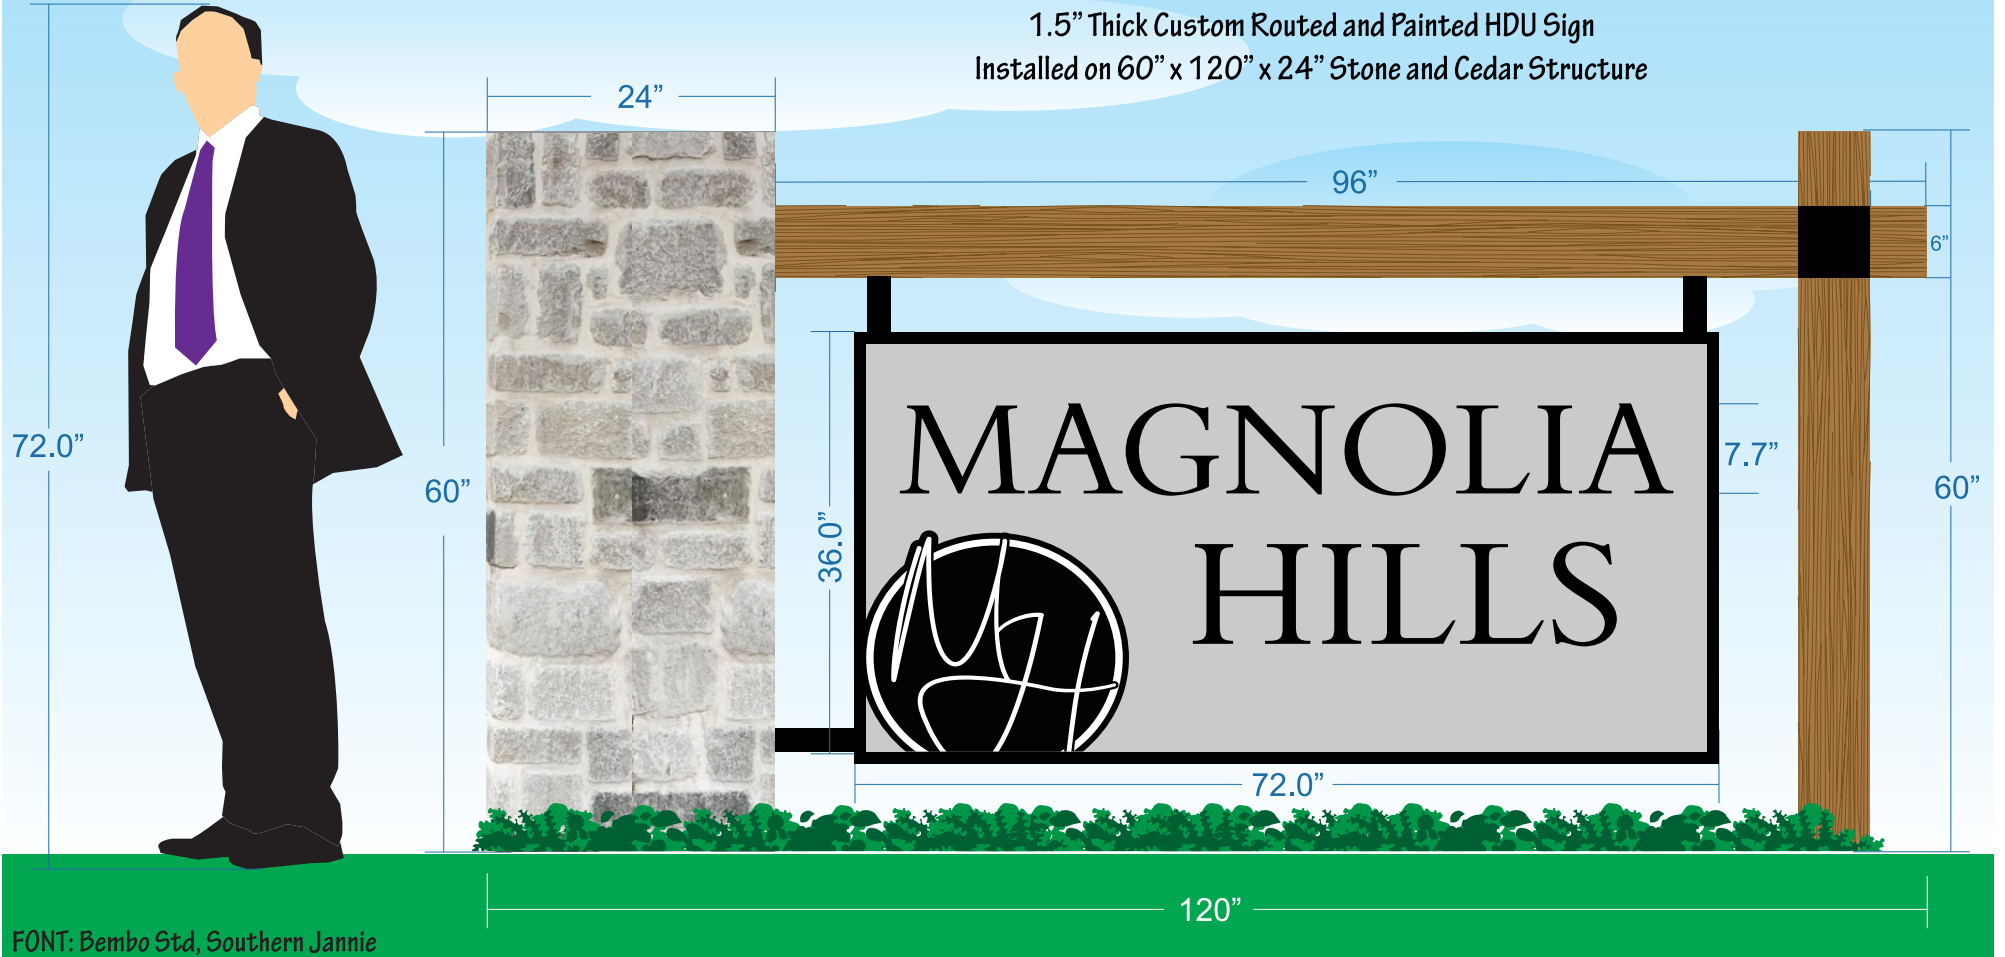 1.5” Thick Custom Routed and Painted HDU Sign
Installed on 60” x 120” x 24” Stone and Cedar Structure
24”
96”
6”
72.0”
60”
36.0”
MAGNOLIA
HILLS
MH
7.7”
60”
72.0”
120”
FONT: Bembo Std, Southern Jannie